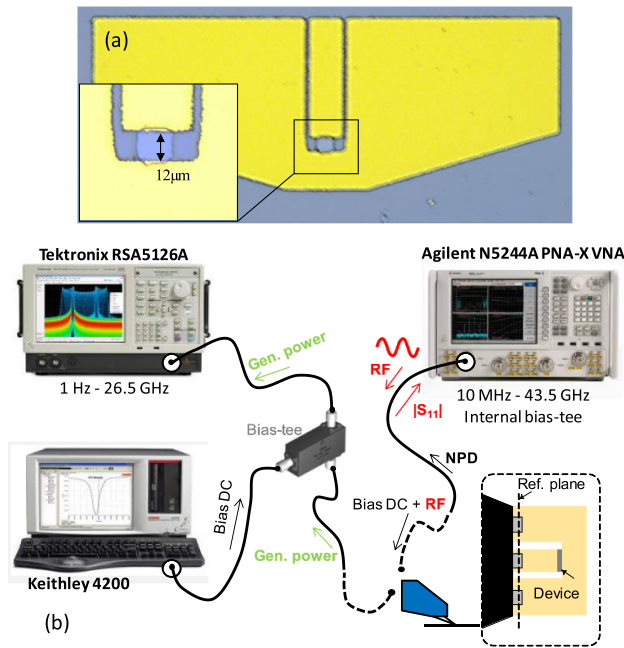 (a)
12µm
Tektronix RSA5126A
Agilent N5244A PNA-X VNA
Gen. power
RF
1 Hz - 26.5 GHz
|S11|
10 MHz - 43.5 GHz
Internal bias-tee
Bias-tee
NPD
Ref. plane
Bias DC
Bias DC + RF
Gen. power
Keithley 4200
Device
(b)